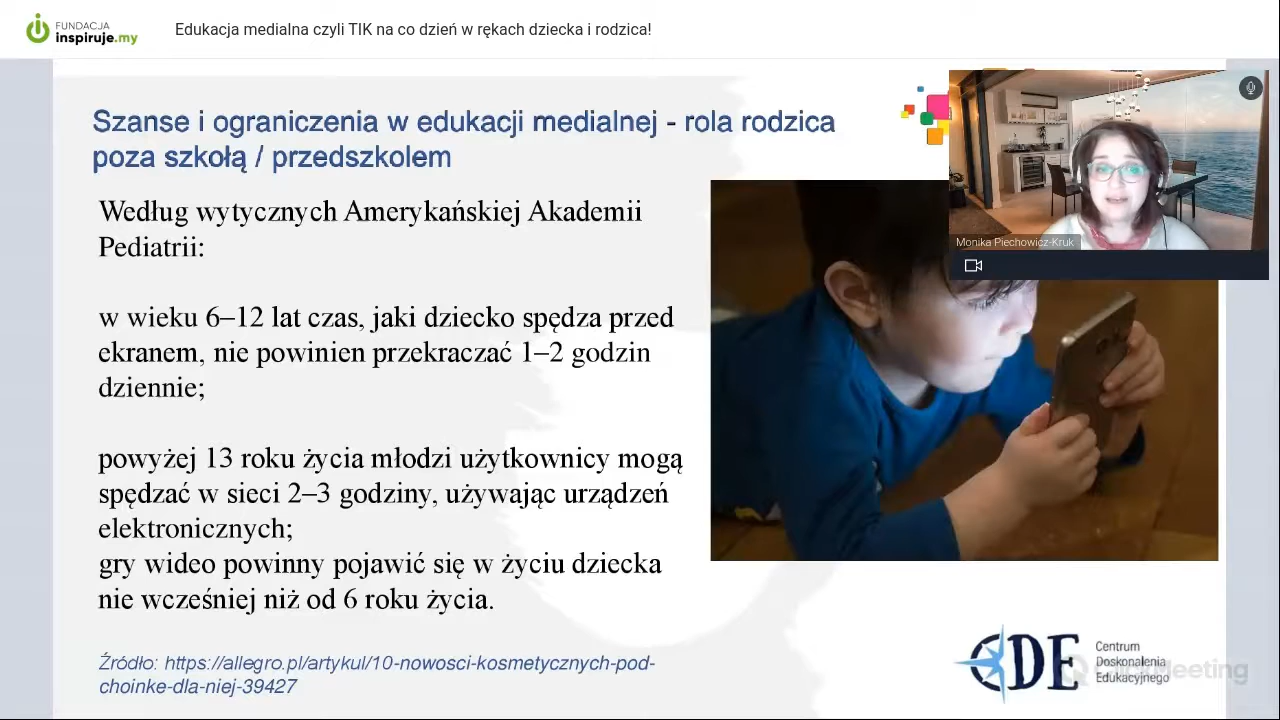 FUNDACJA
inspiruje.my
Edukacja medialna czyli TIK na co dzień w rękach dziecka i rodzica!
Szanse i ograniczenia w edukacji medialnej - rola rodzica
poza szkołą / przedszkolem
Według wytycznych Amerykańskiej Akademii
Pediatrii:
w wieku 6–12 lat czas, jaki dziecko spędza przed
ekranem, nie powinien przekraczać 1–2 godzin
dziennie;
powyżej 13 roku życia młodzi użytkownicy mogą
spędzać w sieci 2–3 godziny, używając urządzeń
elektronicznych;
gry wideo powinny pojawić się w życiu dziecka
nie wcześniej niż od 6 roku życia.
Źródło: https://allegro.pl/artykul/10-nowosci-kosmetycznych-pod-
choinke-dla-niej-39427
Monika Piechowicz-Kruk
CDE
Centrum
Doskonalenia
Edukacyjnego
ClickMeeting